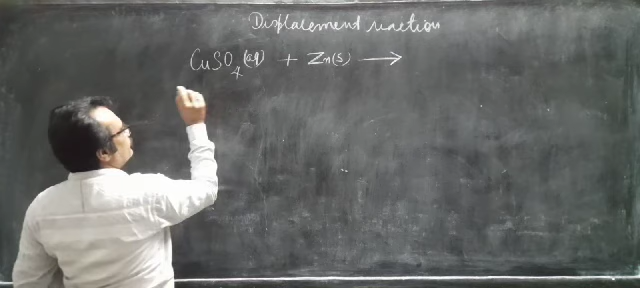 Displacement reaction
CuSO₄(aq) + Zn(s) ⟶